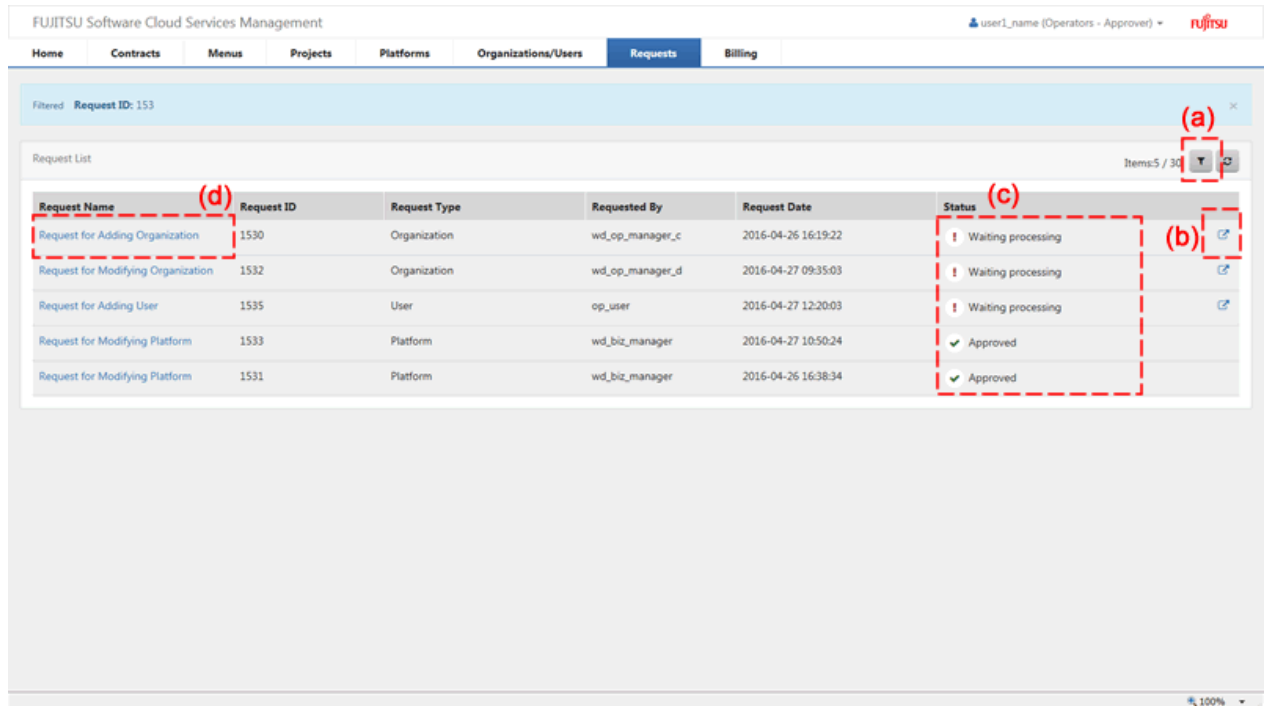 FUJITSU Software Cloud Services Management user1_name (Operators - Approver) FUJITSU
Home Contracts Menus Projects Platforms Organizations/Users Requests Billing
Filtered Request ID: 153 ×
(a)
Request List Items:5 / 30
(d) (c)
Request Name Request ID Request Type Requested By Request Date Status
(b)
Request for Adding Organization 1530 Organization wd_op_manager_c 2016-04-26 16:19:22 Waiting processing
Request for Modifying Organization 1532 Organization wd_op_manager_d 2016-04-27 09:35:03 Waiting processing
Request for Adding User 1535 User op_user 2016-04-27 12:20:03 Waiting processing
Request for Modifying Platform 1533 Platform wd_biz_manager 2016-04-27 10:50:24 Approved
Request for Modifying Platform 1531 Platform wd_biz_manager 2016-04-26 16:38:34 Approved
100%